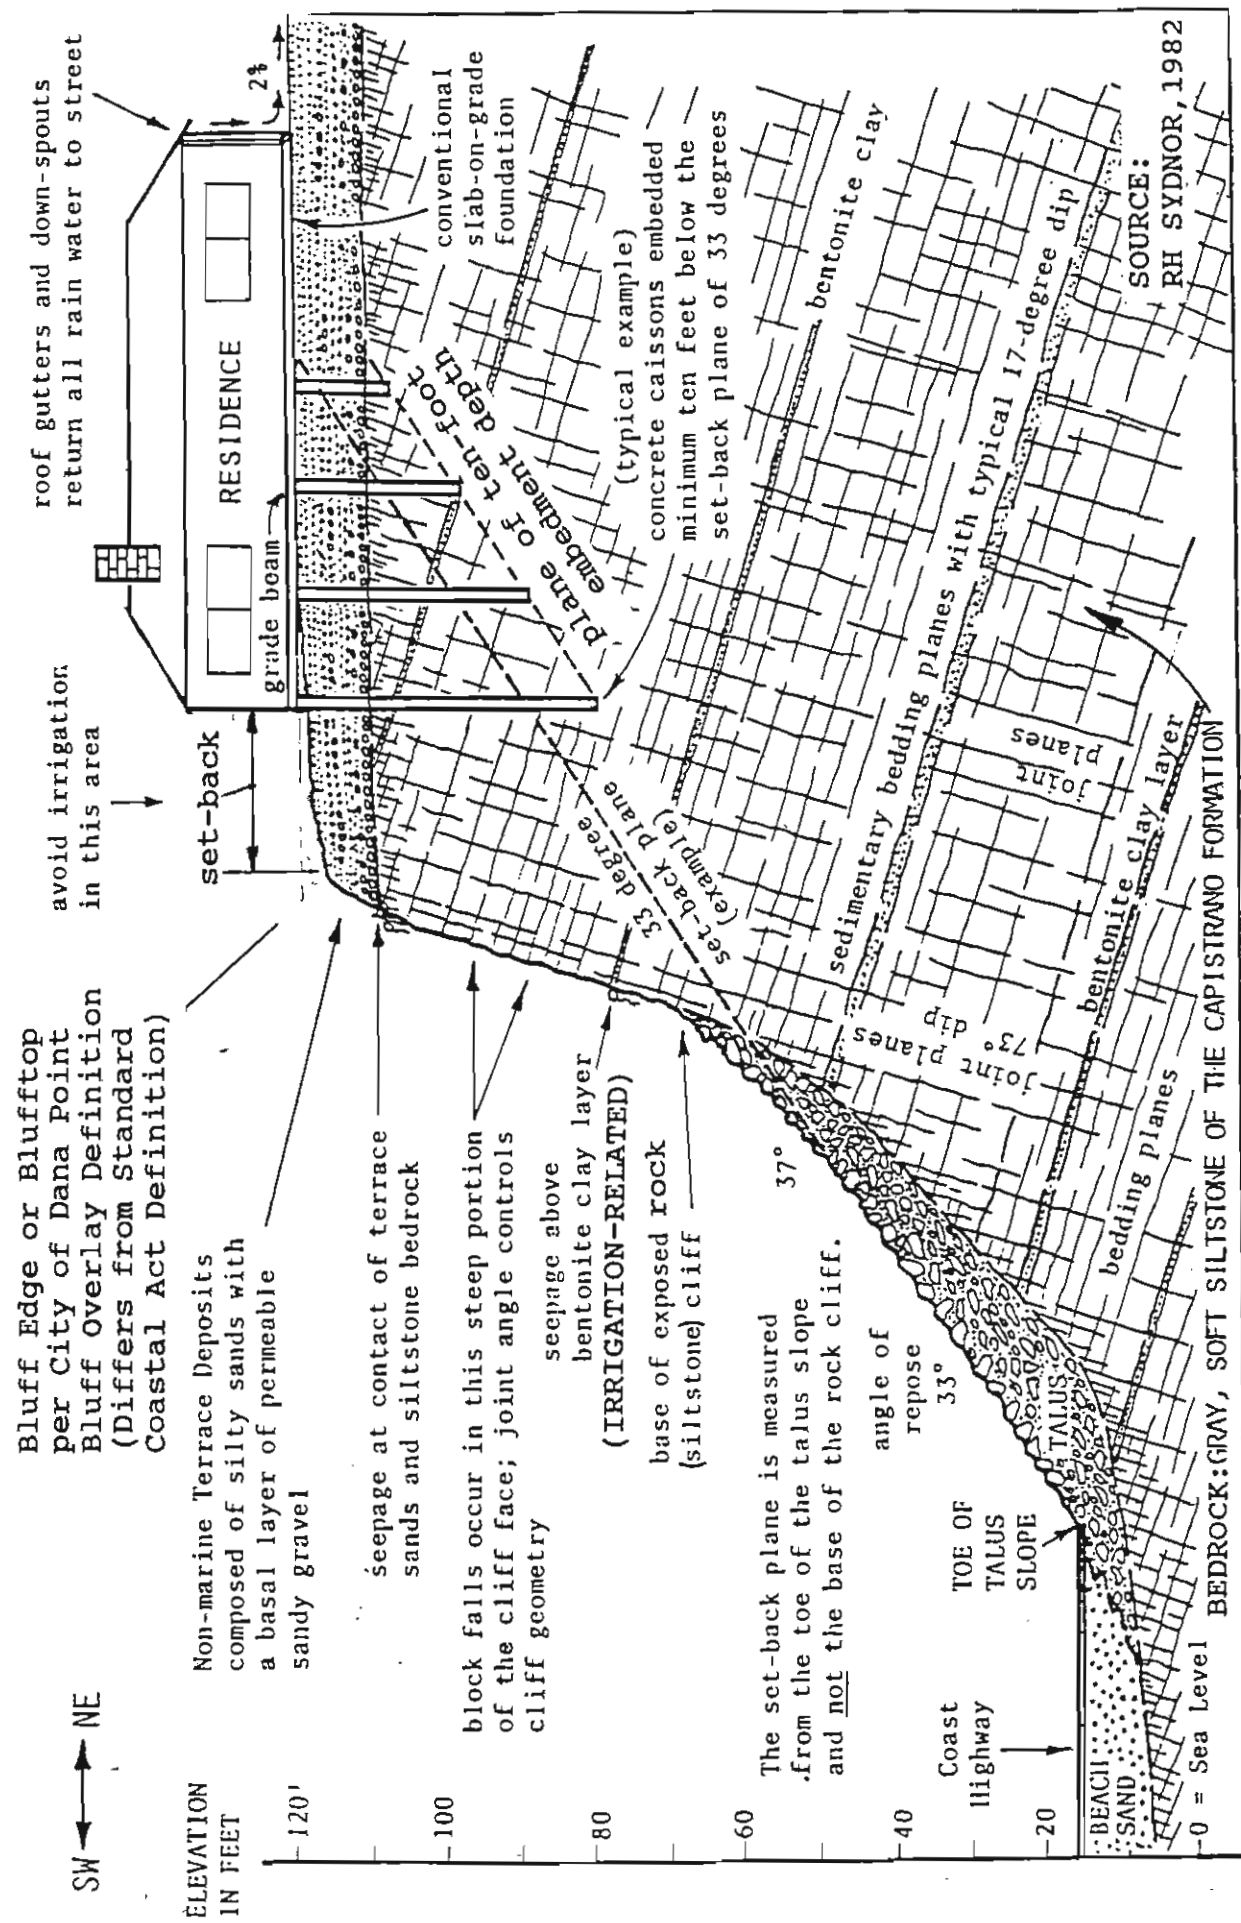 SW NE
ELEVATION
IN FEET
120'
100
80
60
40
20
0 = Sea Level
Bluff Edge or Blufftop
per City of Dana Point
Bluff Overlay Definition
(Differs from Standard
Coastal Act Definition)
avoid irrigation
in this area
set-back
roof gutters and down-spouts
return all rain water to street
2%
RESIDENCE
grade beam
conventional
slab-on-grade
foundation
Non-marine Terrace Deposits
composed of silty sands with
a basal layer of permeable
sandy gravel
seepage at contact of terrace
sands and siltstone bedrock
block falls occur in this steep portion
of the cliff face; joint angle controls
cliff geometry
seepage above
bentonite clay layer
(IRRIGATION-RELATED)
base of exposed rock
(siltstone) cliff
33 degree
set-back plane
(example)
plane of ten-foot
embedment depth
(typical example)
concrete caissons embedded
minimum ten feet below the
set-back plane of 33 degrees
bentonite clay
The set-back plane is measured
from the toe of the talus slope
and not the base of the rock cliff.
37°
angle of
repose
33°
sedimentary bedding planes with typical 17-degree dip
joint planes
73° dip
joint
planes
bentonite clay layer
bedding planes
TOE OF
TALUS
SLOPE
TALUS
Coast
Highway
BEACH
SAND
BEDROCK:GRAY, SOFT SILTSTONE OF THE CAPISTRANO FORMATION
SOURCE:
RH SYDNOR,1982